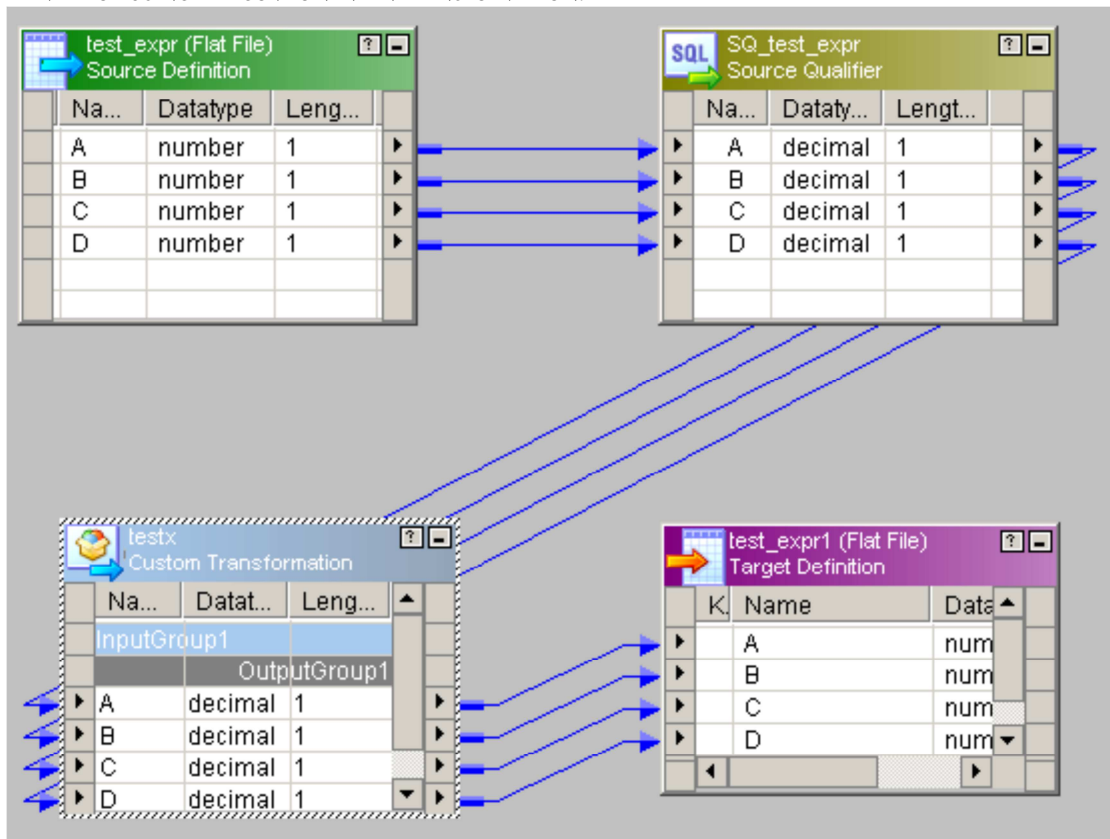 test_expr (Flat File)
Source Definition
Na... Datatype Leng...
A number 1
B number 1
C number 1
D number 1
SQL SQ_test_expr
Source Qualifier
Na... Dataty... Lengt...
A decimal 1
B decimal 1
C decimal 1
D decimal 1
testx
Custom Transformation
Na... Datat... Leng...
InputGroup1
OutputGroup1
A decimal 1
B decimal 1
C decimal 1
D decimal 1
test_expr1 (Flat File)
Target Definition
K. Name Data
A num
B num
C num
D num